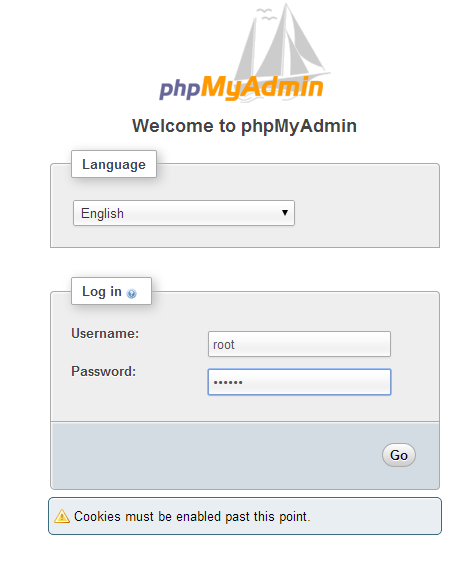 phpMyAdmin
Welcome to phpMyAdmin
Language
English
Log in
Username:
root
Password:
••••••
Go
Cookies must be enabled past this point.